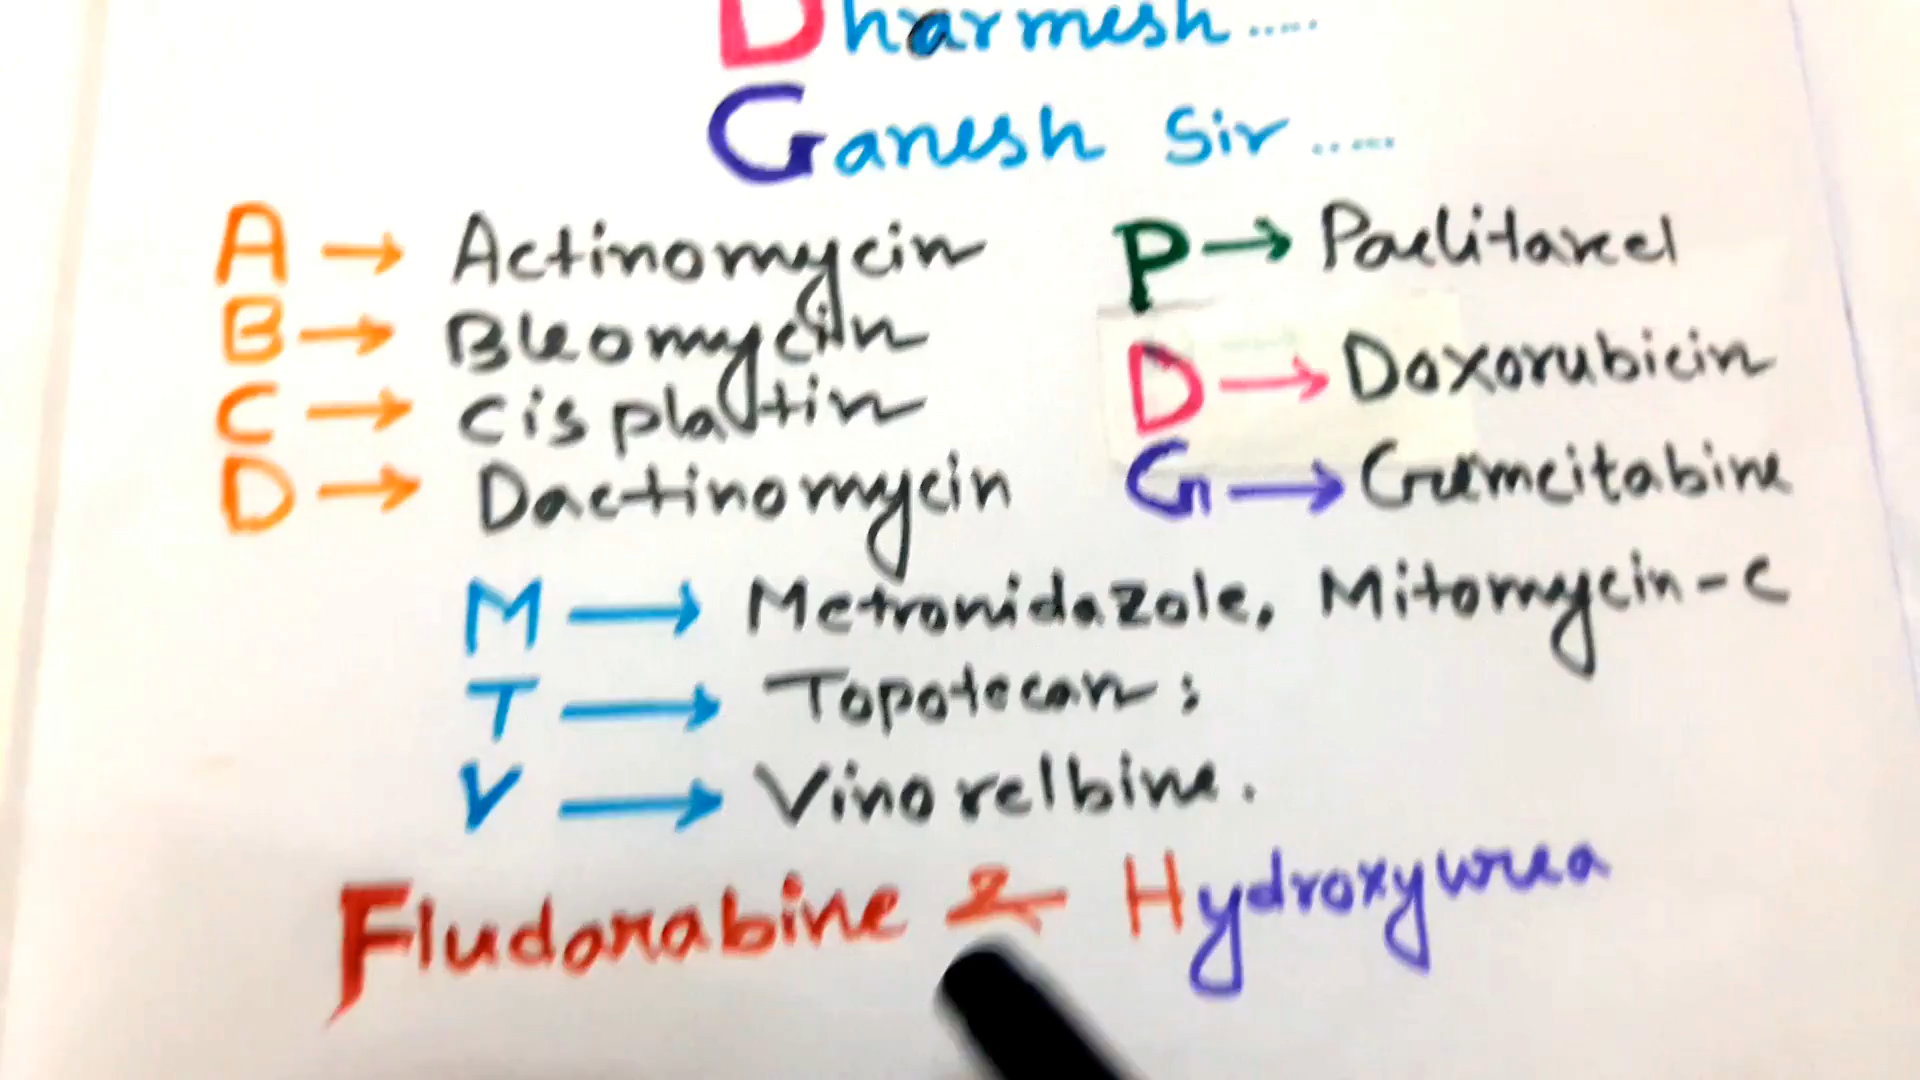 Dharmesh.....
Ganesh Sir.....
A → Actinomycin
B → Bleomycin
C → Cisplatin
D → Dactinomycin
P → Paclitaxel
D → Doxorubicin
G → Gemcitabine
M → Metronidazole, Mitomycin-C
T → Topotecan;
V → Vinorelbine.
Fludarabine & Hydroxyurea